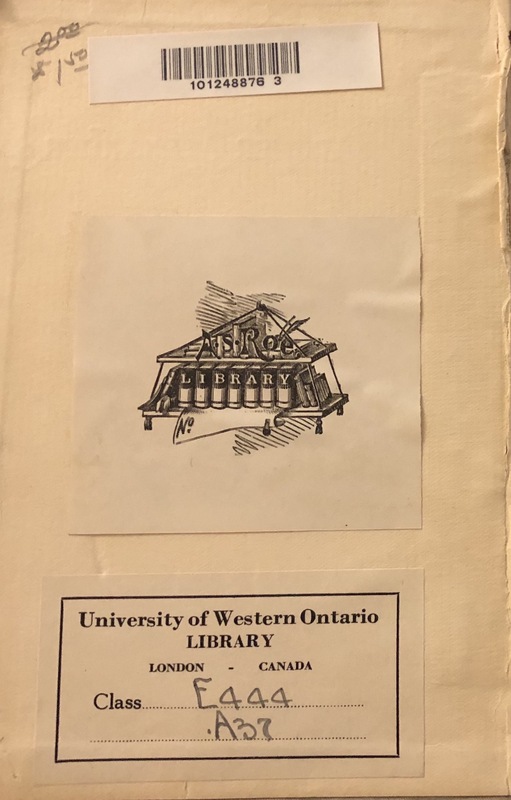 101248876 3
A.S. Roe
LIBRARY
No
University of Western Ontario
LIBRARY
LONDON - CANADA
Class E444
.A37